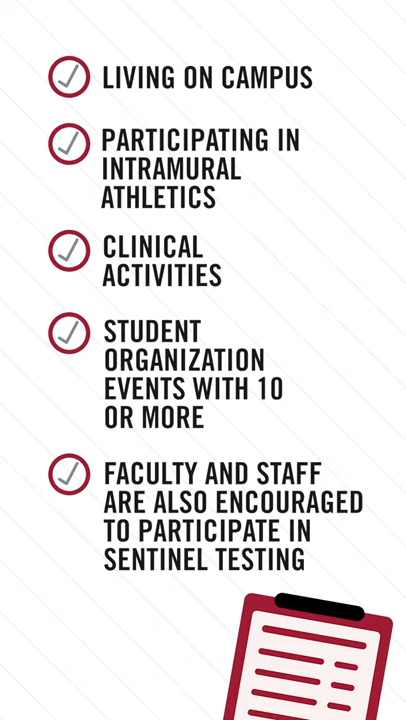 LIVING ON CAMPUS
PARTICIPATING IN
INTRAMURAL
ATHLETICS
CLINICAL
ACTIVITIES
STUDENT
ORGANIZATION
EVENTS WITH 10
OR MORE
FACULTY AND STAFF
ARE ALSO ENCOURAGED
TO PARTICIPATE IN
SENTINEL TESTING